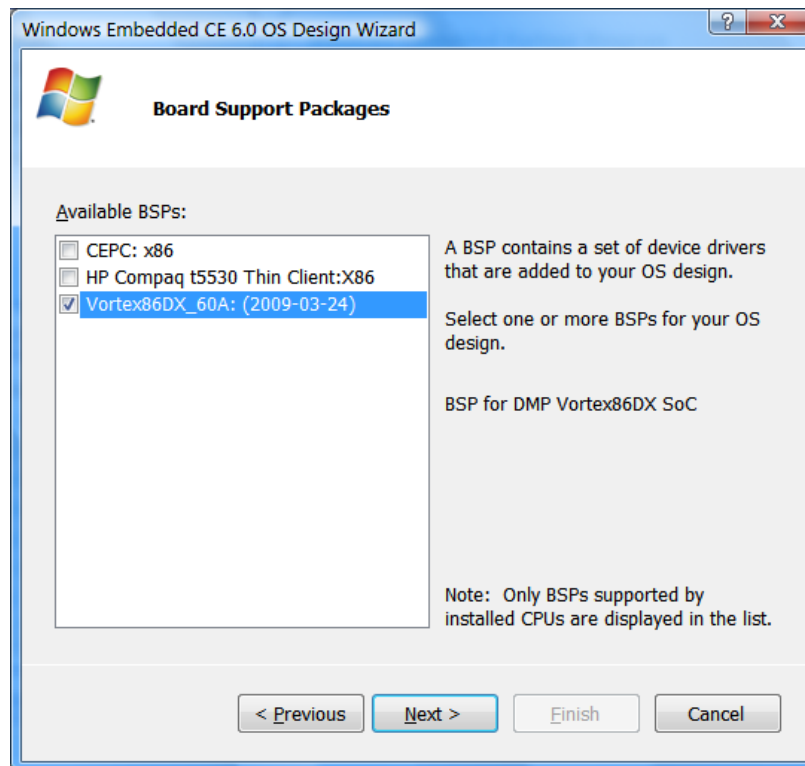 Windows Embedded CE 6.0 OS Design Wizard
Board Support Packages
Available BSPs:
CEPC: x86
HP Compaq t5530 Thin Client:X86
Vortex86DX_60A: (2009-03-24)
A BSP contains a set of device drivers
that are added to your OS design.
Select one or more BSPs for your OS
design.
BSP for DMP Vortex86DX SoC
Note: Only BSPs supported by
installed CPUs are displayed in the list.
< Previous
Next >
Finish
Cancel